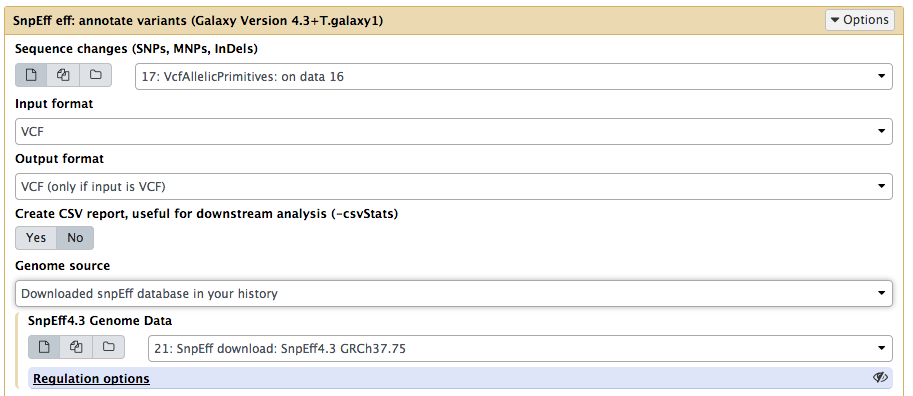 SnpEff eff: annotate variants (Galaxy Version 4.3+T.galaxy1)
Options
Sequence changes (SNPs, MNPs, InDels)
17: VcfAllelicPrimitives: on data 16
Input format
VCF
Output format
VCF (only if input is VCF)
Create CSV report, useful for downstream analysis (-csvStats)
Yes No
Genome source
Downloaded snpEff database in your history
SnpEff4.3 Genome Data
21: SnpEff download: SnpEff4.3 GRCh37.75
Regulation options